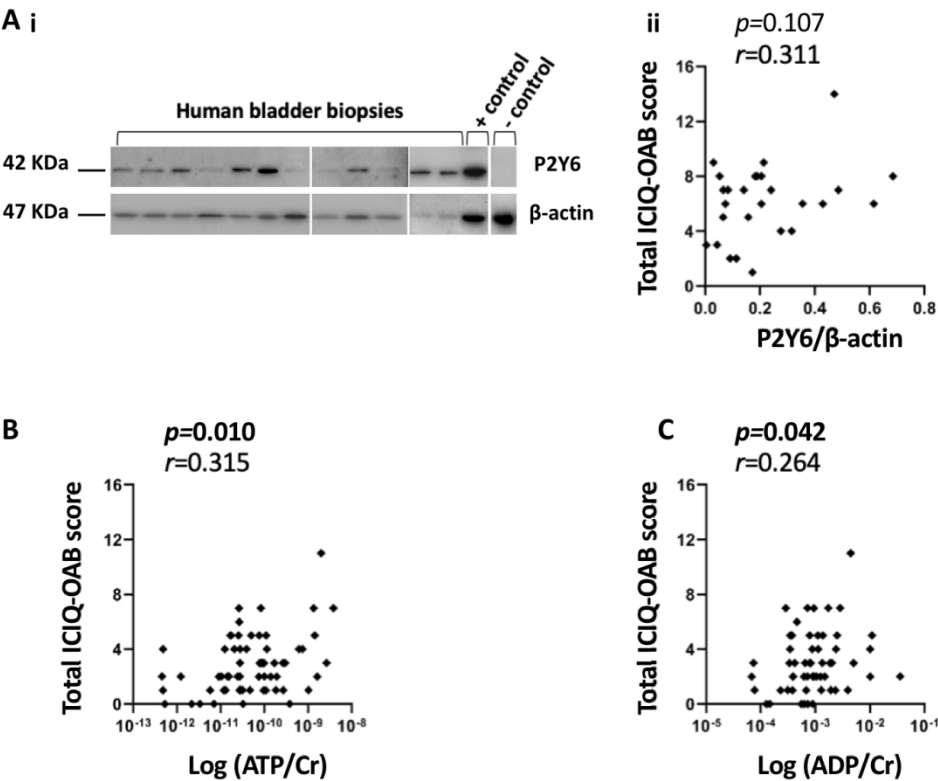 A i
Human bladder biopsies
+ control
- control
42 KDa
P2Y6
47 KDa
β-actin
ii
p=0.107
r=0.311
Total ICIQ-OAB score
16
12
8
4
0
0.0 0.2 0.4 0.6 0.8
P2Y6/β-actin
B
p=0.010
r=0.315
Total ICIQ-OAB score
16
12
8
4
0
10-13 10-12 10-11 10-10 10-9 10-8
Log (ATP/Cr)
C
p=0.042
r=0.264
Total ICIQ-OAB score
16
12
8
4
0
10-5 10-4 10-3 10-2 10-1
Log (ADP/Cr)